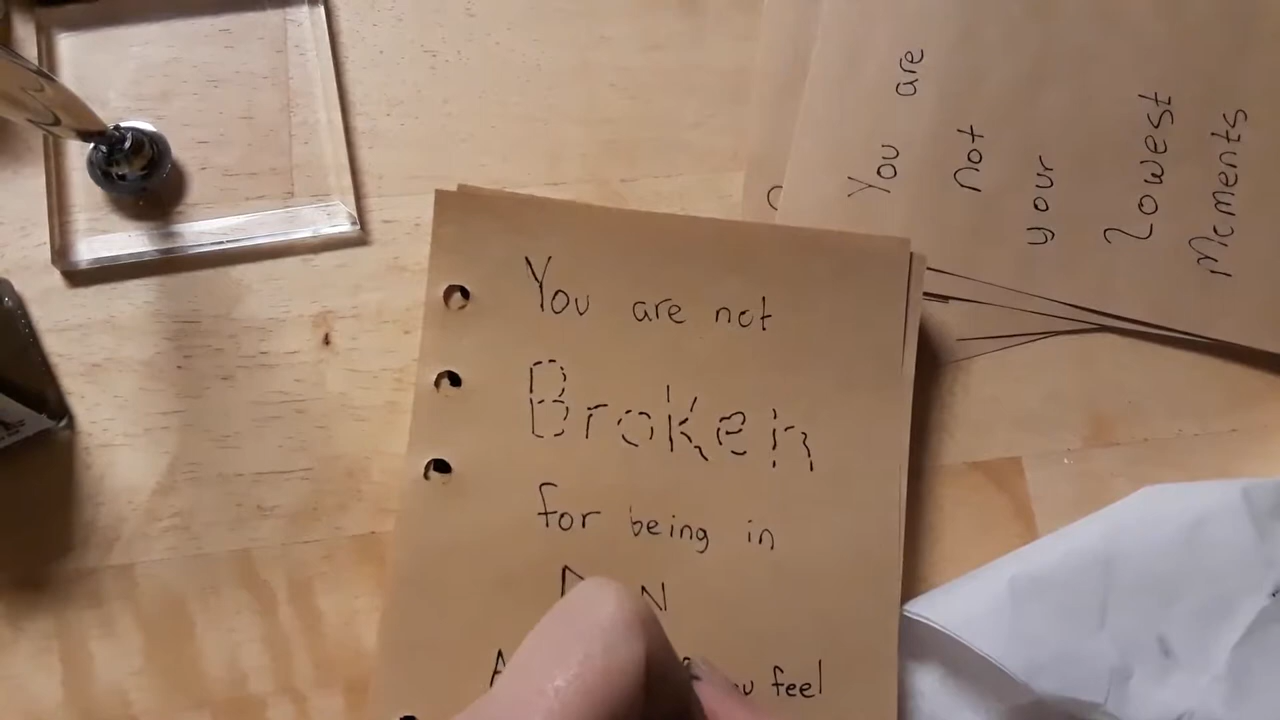 You are not
Broken
for being in
feel
You are
not
your
Lowest
Moments